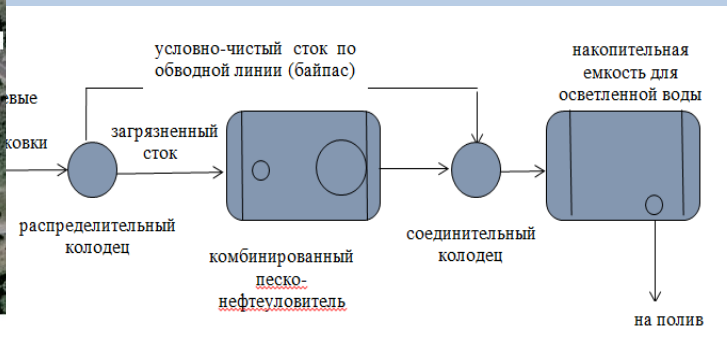 условно-чистый сток по
обводной линии (байпас)
накопительная
емкость для
осветленной воды
загрязненный
сток
распределительный
колодец
комбинированный
песко-
нефтеуловитель
соединительный
колодец
на полив